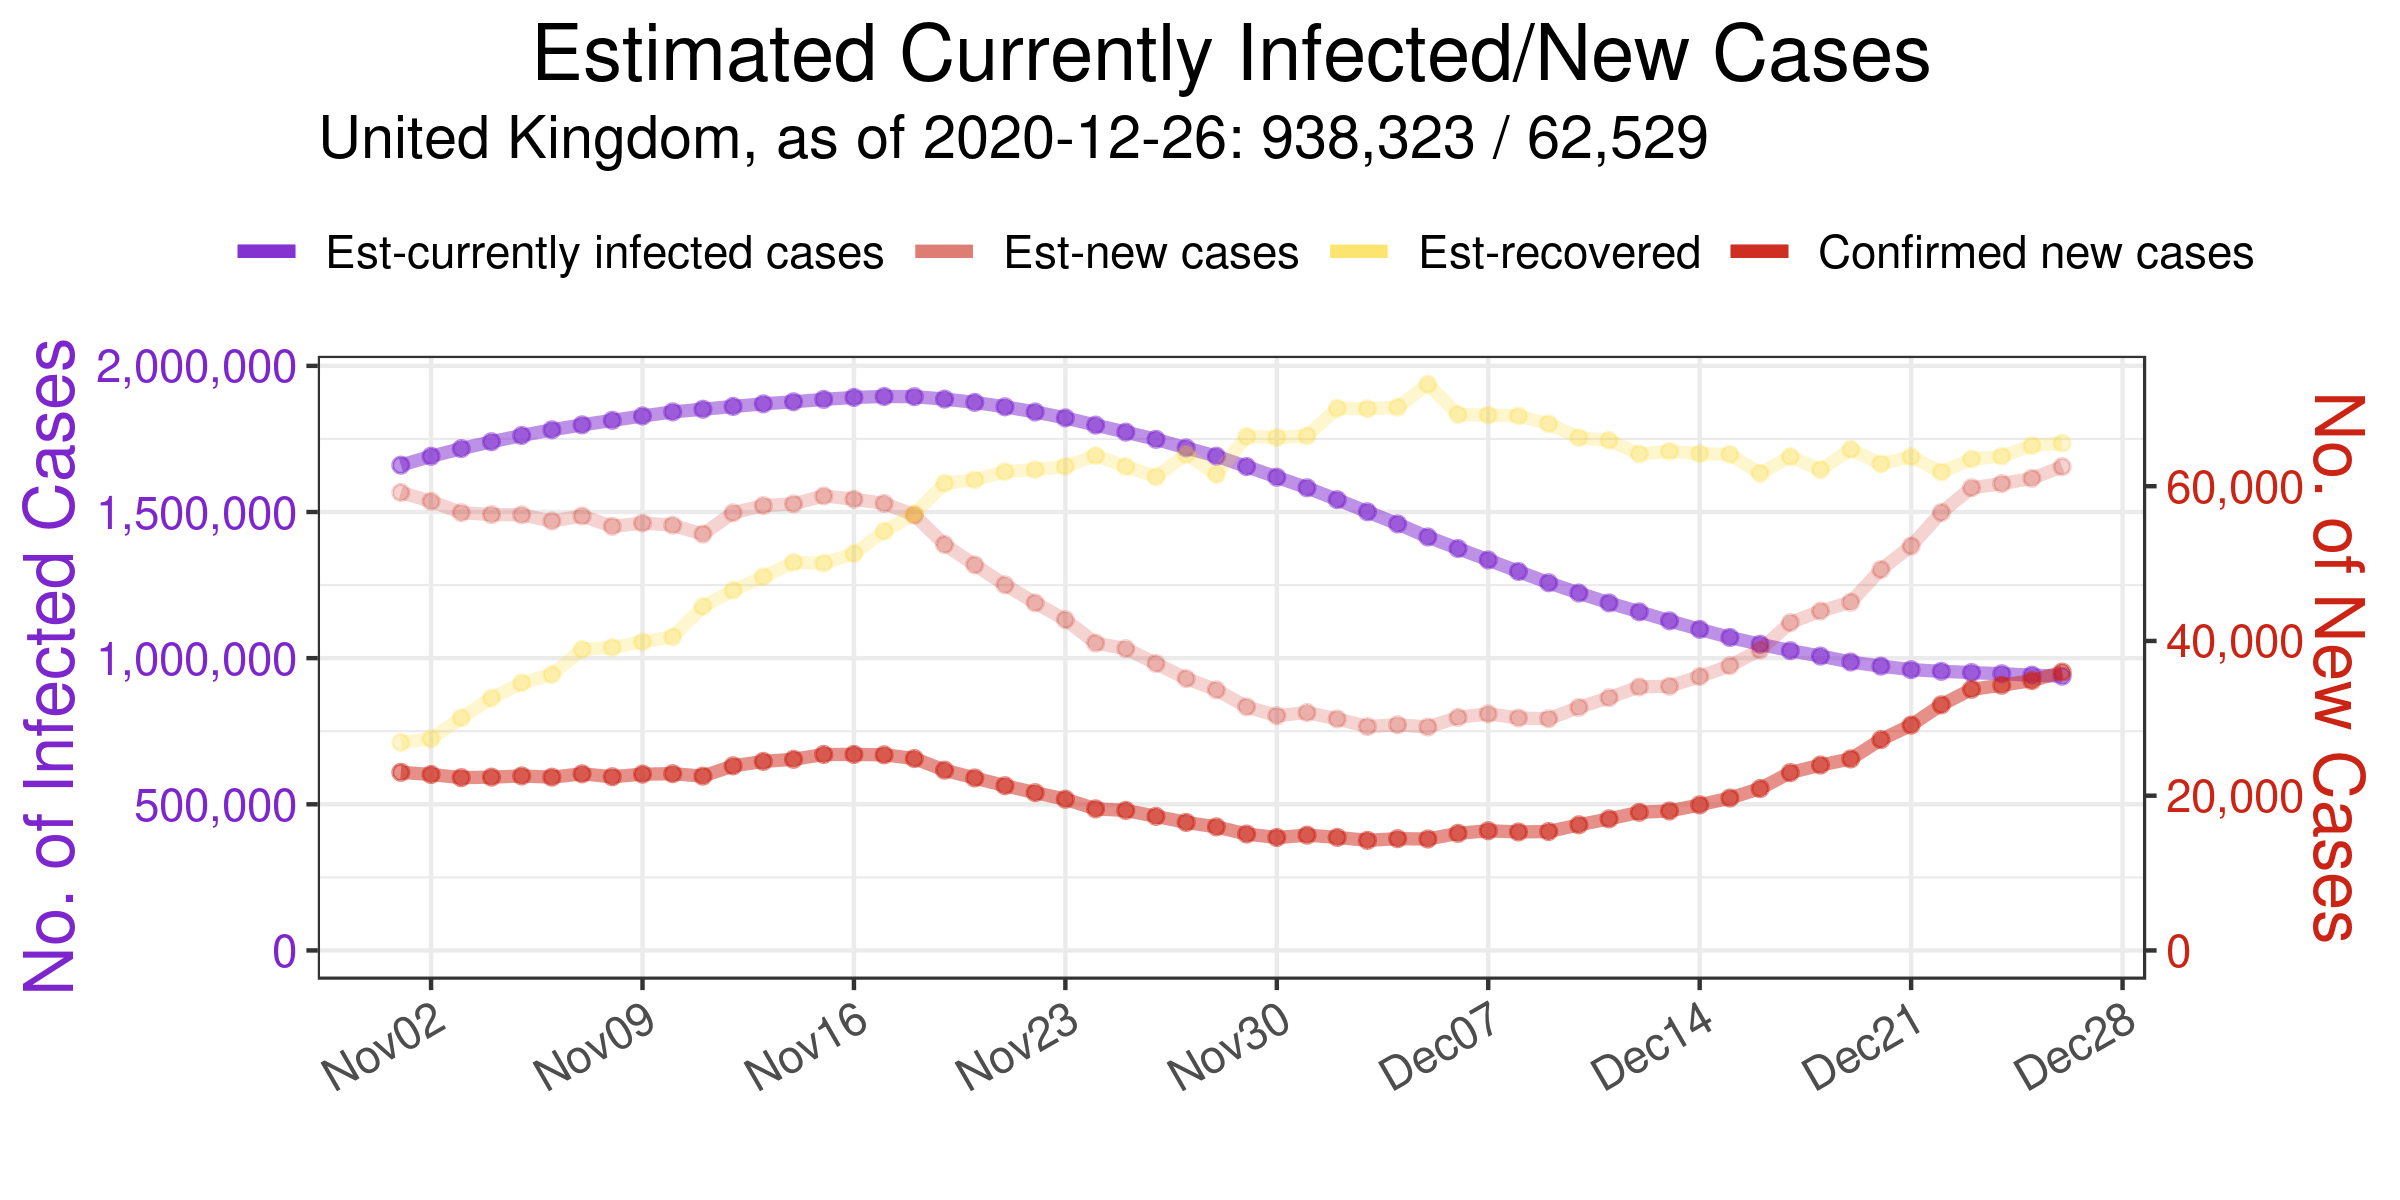 Estimated Currently Infected/New Cases
United Kingdom, as of 2020-12-26: 938,323 / 62,529
Est-currently infected cases Est-new cases Est-recovered Confirmed new cases
No. of Infected Cases
2,000,000
1,500,000
1,000,000
500,000
0
60,000
40,000
20,000
0
No. of New Cases
Nov02 Nov09 Nov16 Nov23 Nov30 Dec07 Dec14 Dec21 Dec28